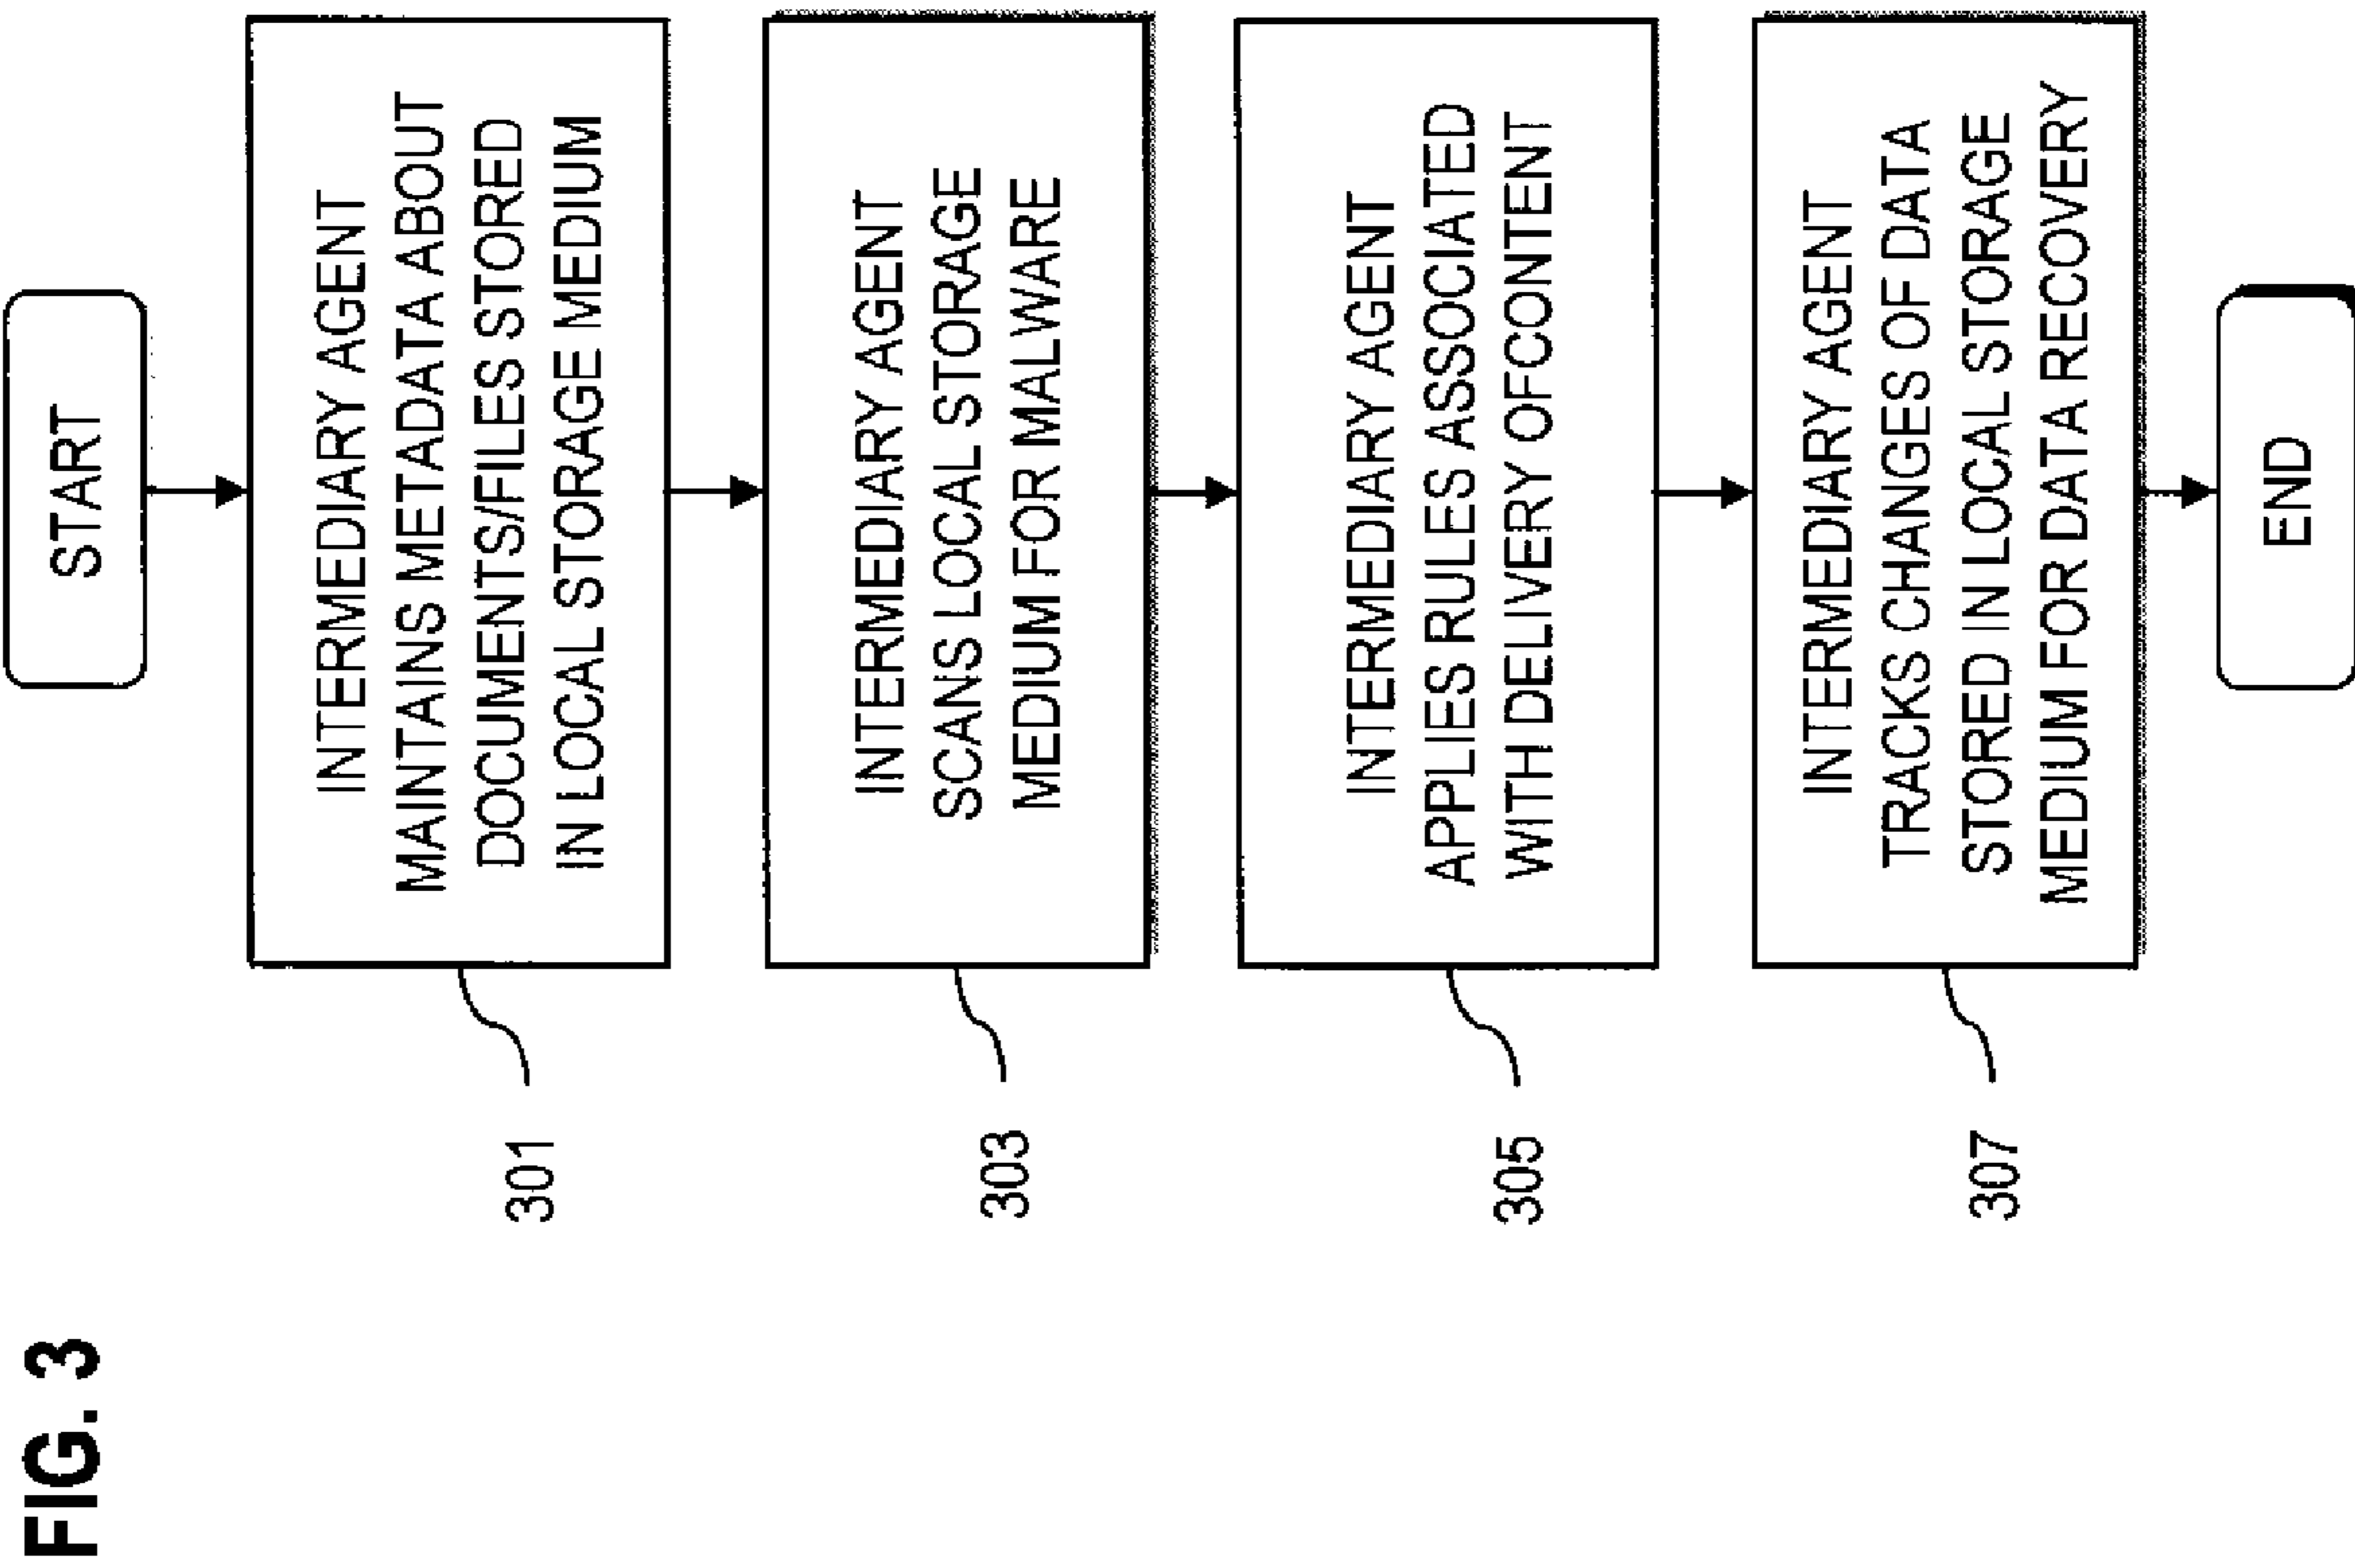 FIG. 3
START
INTERMEDIARY AGENT
MAINTAINS METADATA ABOUT
DOCUMENTS/FILES STORED
IN LOCAL STORAGE MEDIUM
301
INTERMEDIARY AGENT
SCANS LOCAL STORAGE
MEDIUM FOR MALWARE
303
INTERMEDIARY AGENT
APPLIES RULES ASSOCIATED
WITH DELIVERY OFCONTENT
305
INTERMEDIARY AGENT
TRACKS CHANGES OF DATA
STORED IN LOCAL STORAGE
MEDIUM FOR DATA RECOVERY
307
END